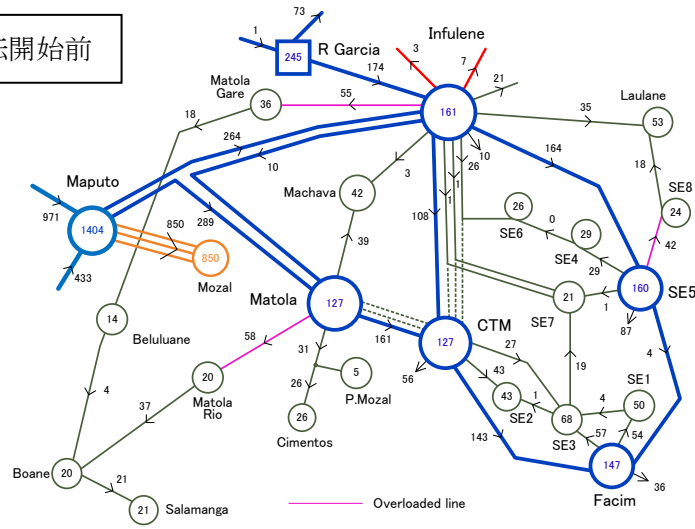 開始前
73
1
245
R Garcia
174
Infulene
3
7
21
Matola
Gare
36
55
18
161
35
Laulane
53
264
10
10
26
1
1
164
18
SE8
24
Maputo
971
1404
433
850
850
Mozal
289
Machava
42
3
39
108
26
SE6
0
29
SE4
29
42
160
SE5
87
1
21
SE7
Matola
127
161
127
CTM
56
14
Beluluane
4
58
31
26
5
P.Mozal
26
Cimentos
20
Matola
Rio
37
27
43
43
SE2
1
68
SE3
19
4
50
SE1
57
54
4
143
147
Facim
36
Boane
20
21
21
Salamanga
Overloaded line